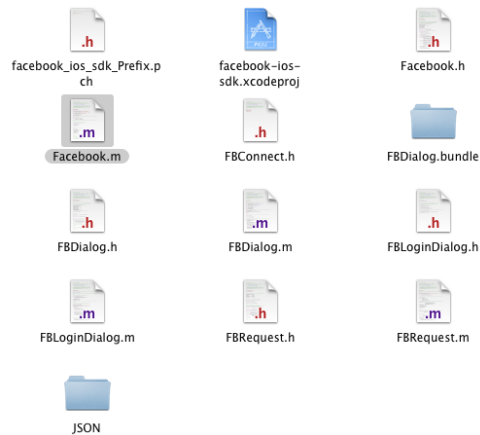 .h
.h
facebook_ios_sdk_Prefix.p
ch
facebook-ios-
sdk.xcodeproj
Facebook.h
.m
.h
Facebook.m
FBConnect.h
FBDialog.bundle
.h
.m
.h
FBDialog.h
FBDialog.m
FBLoginDialog.h
.m
.h
.m
FBLoginDialog.m
FBRequest.h
FBRequest.m
JSON